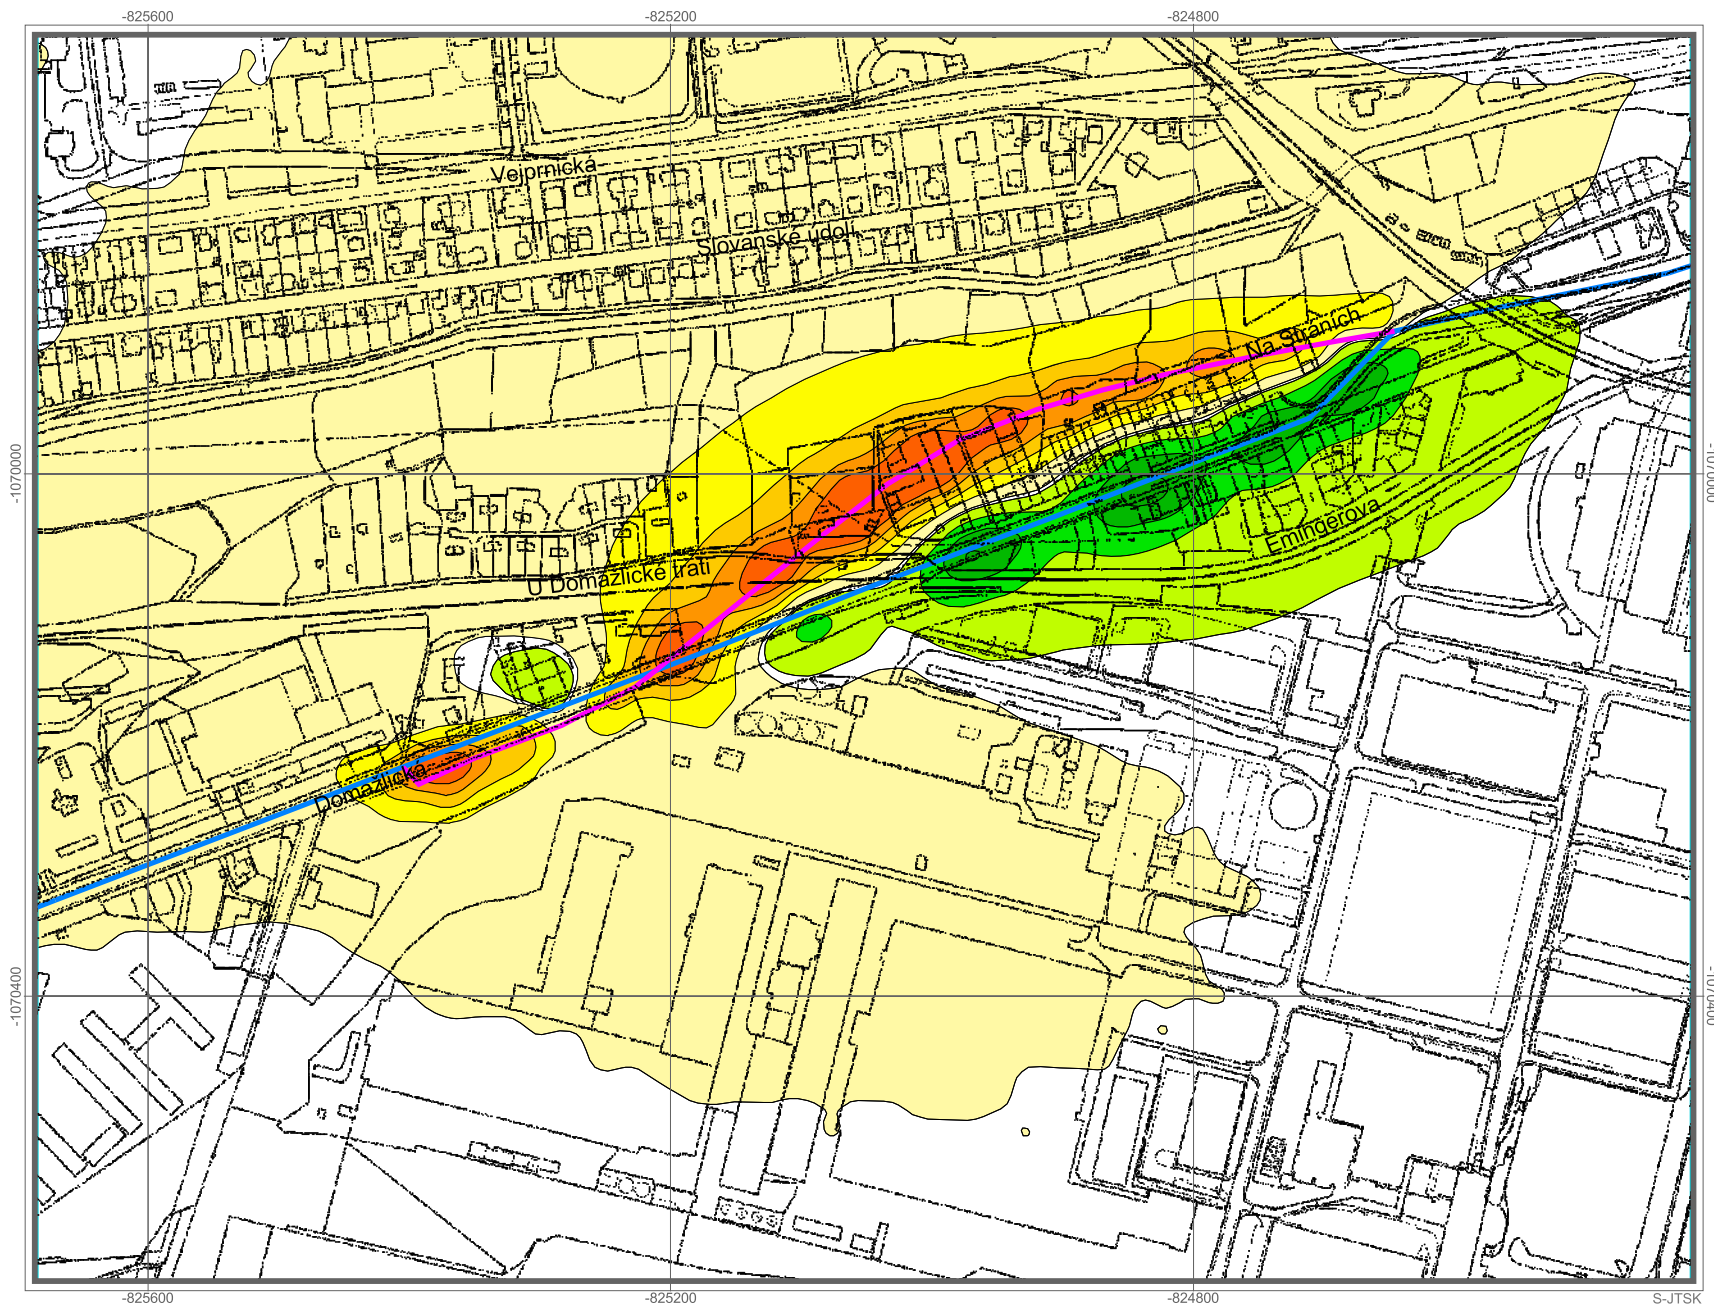 -825600
-825200
-824800
Vejprnická
Slovanské údolí
Na Stráních
-1070000
-1070000
Emingerova
U Domažlické trati
Domažlická
-1070400
-1070400
-825600
-825200
-824800
S-JTSK